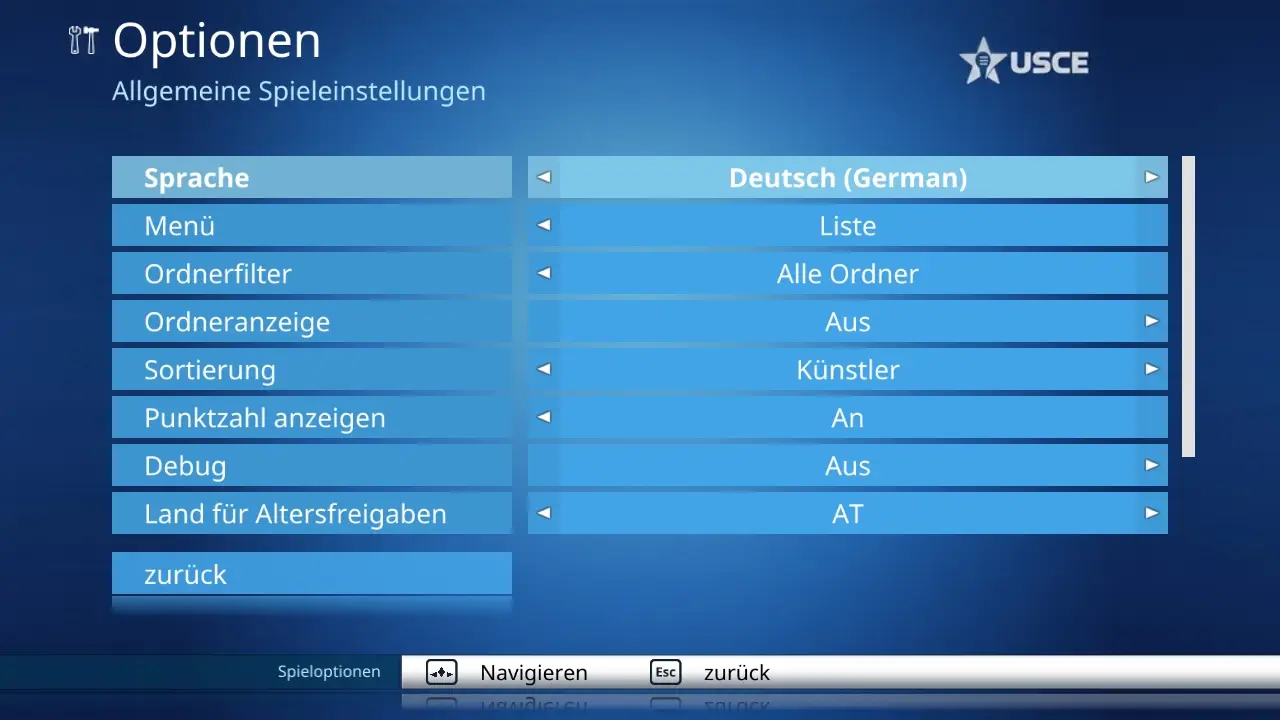 Optionen
Allgemeine Spieleinstellungen
USCE
Sprache Deutsch (German)
Menü Liste
Ordnerfilter Alle Ordner
Ordneranzeige Aus
Sortierung Künstler
Punktzahl anzeigen An
Debug Aus
Land für Altersfreigaben AT
zurück
Spieloptionen Navigieren Esc zurück